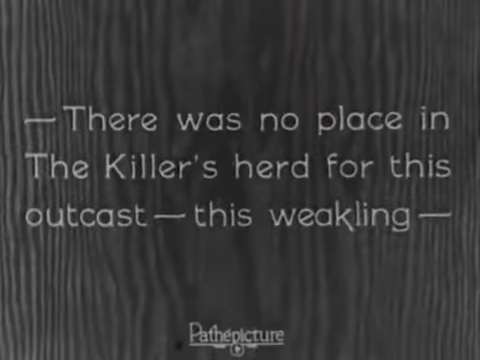 —There was no place in
The Killer's herd for this
outcast—this weakling—
Pathépicture